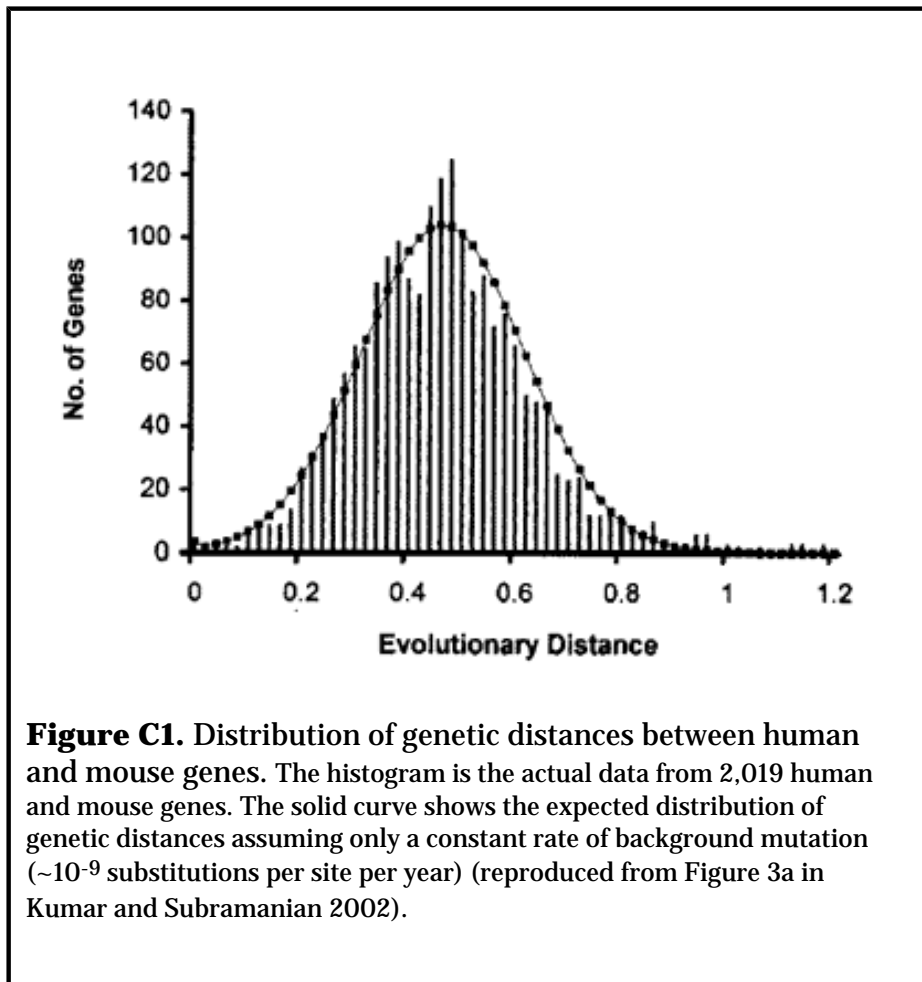 140
120
100
80
60
40
20
0
No. of Genes
0 0.2 0.4 0.6 0.8 1 1.2
Evolutionary Distance
Figure C1. Distribution of genetic distances between human
and mouse genes. The histogram is the actual data from 2,019 human
and mouse genes. The solid curve shows the expected distribution of
genetic distances assuming only a constant rate of background mutation
(~10-9 substitutions per site per year) (reproduced from Figure 3a in
Kumar and Subramanian 2002).